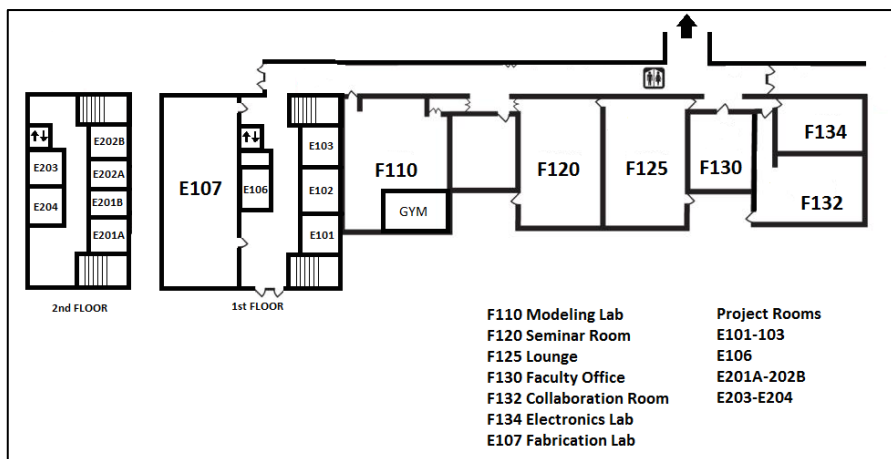 E203
E204
E202B
E202A
E201B
E201A
2nd FLOOR
E107
E106
E103
E102
E101
1st FLOOR
F110
GYM
F120
F125
F130
F134
F132
F110 Modeling Lab
F120 Seminar Room
F125 Lounge
F130 Faculty Office
F132 Collaboration Room
F134 Electronics Lab
E107 Fabrication Lab
Project Rooms
E101-103
E106
E201A-202B
E203-E204